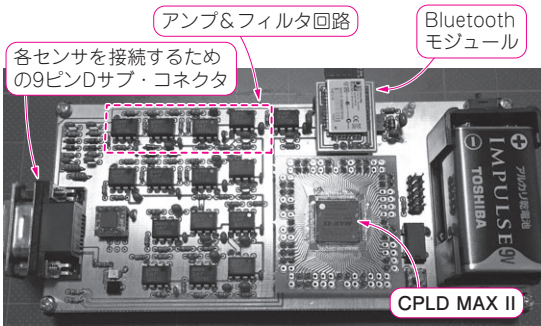 アンプ&フィルタ回路
Bluetooth
モジュール
各センサを接続するため
の9ピンDサブ・コネクタ
アルカリ乾電池
IMPULSE 9V
TOSHIBA
MAX II
CPLD MAX II